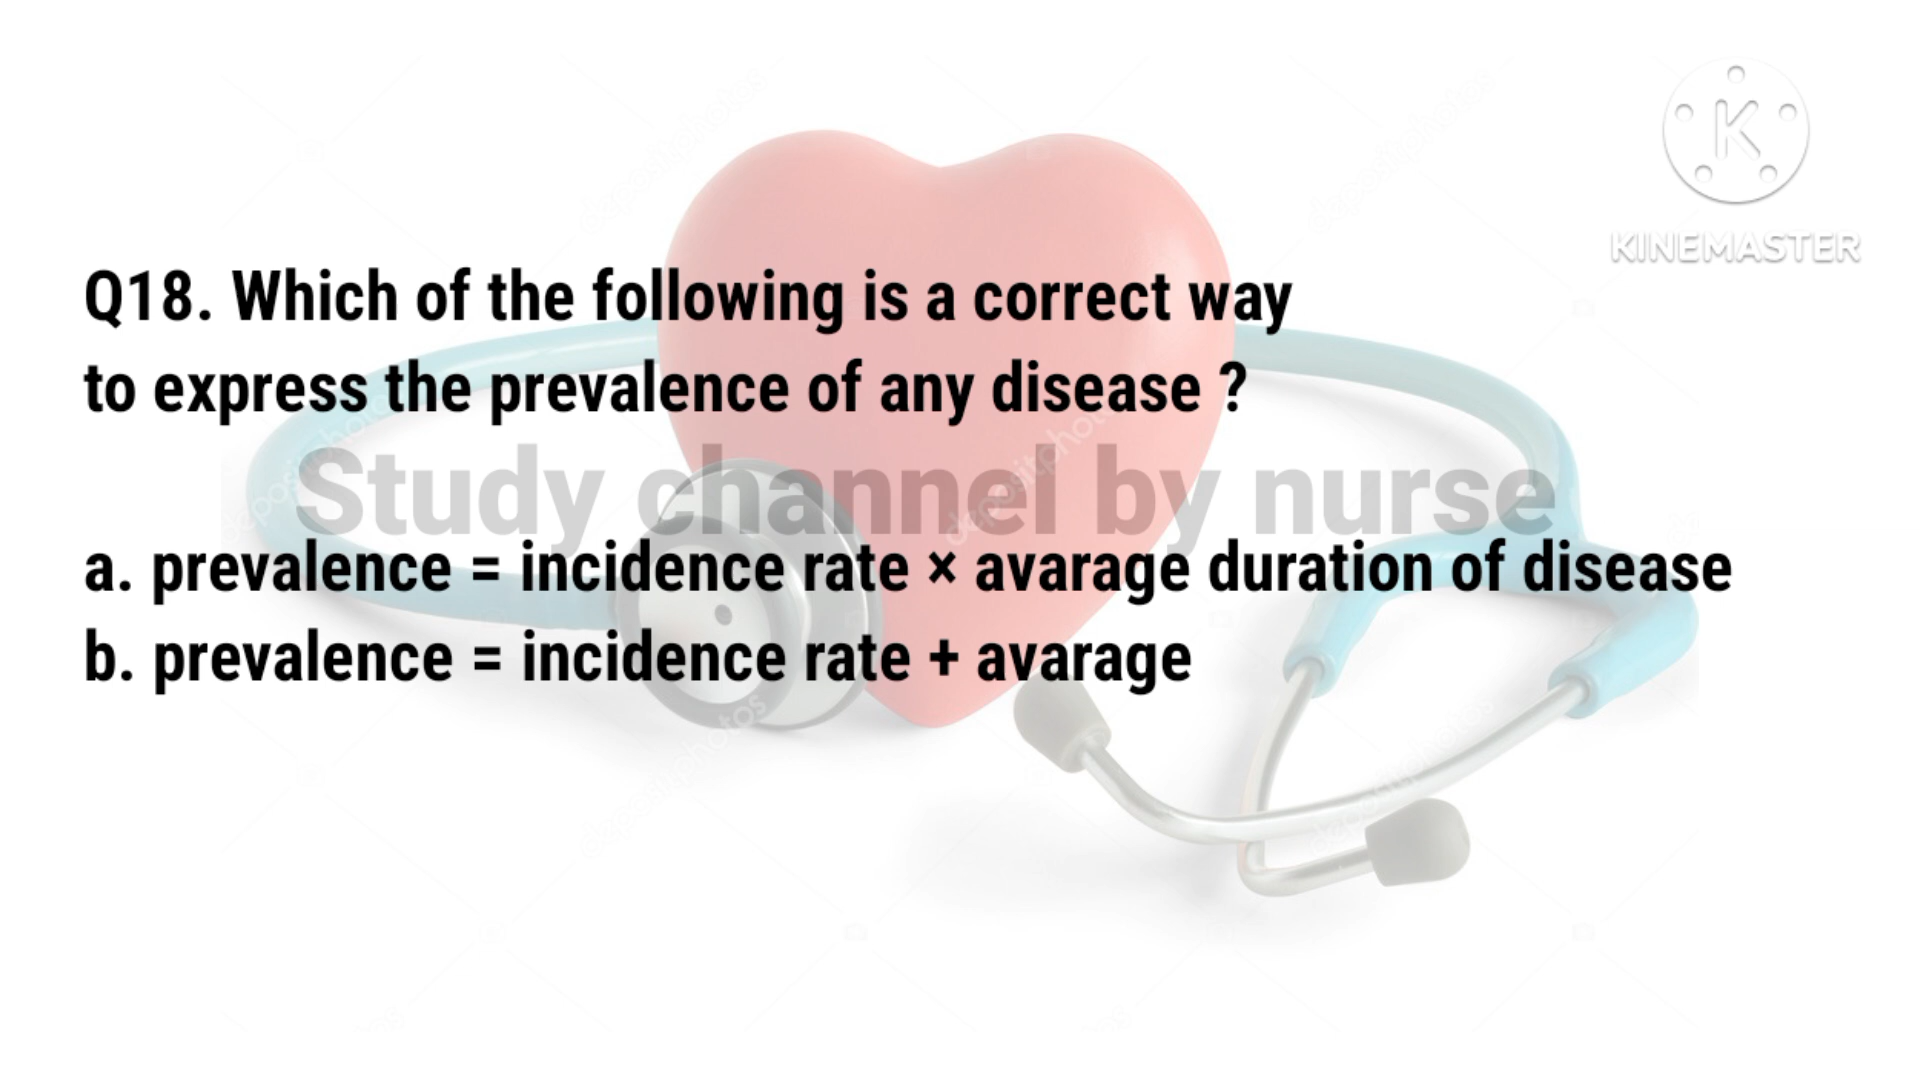 KINEMASTER
Q18. Which of the following is a correct way
to express the prevalence of any disease ?
Study channel by nurse
a. prevalence = incidence rate × avarage duration of disease
b. prevalence = incidence rate + avarage
depositphotos